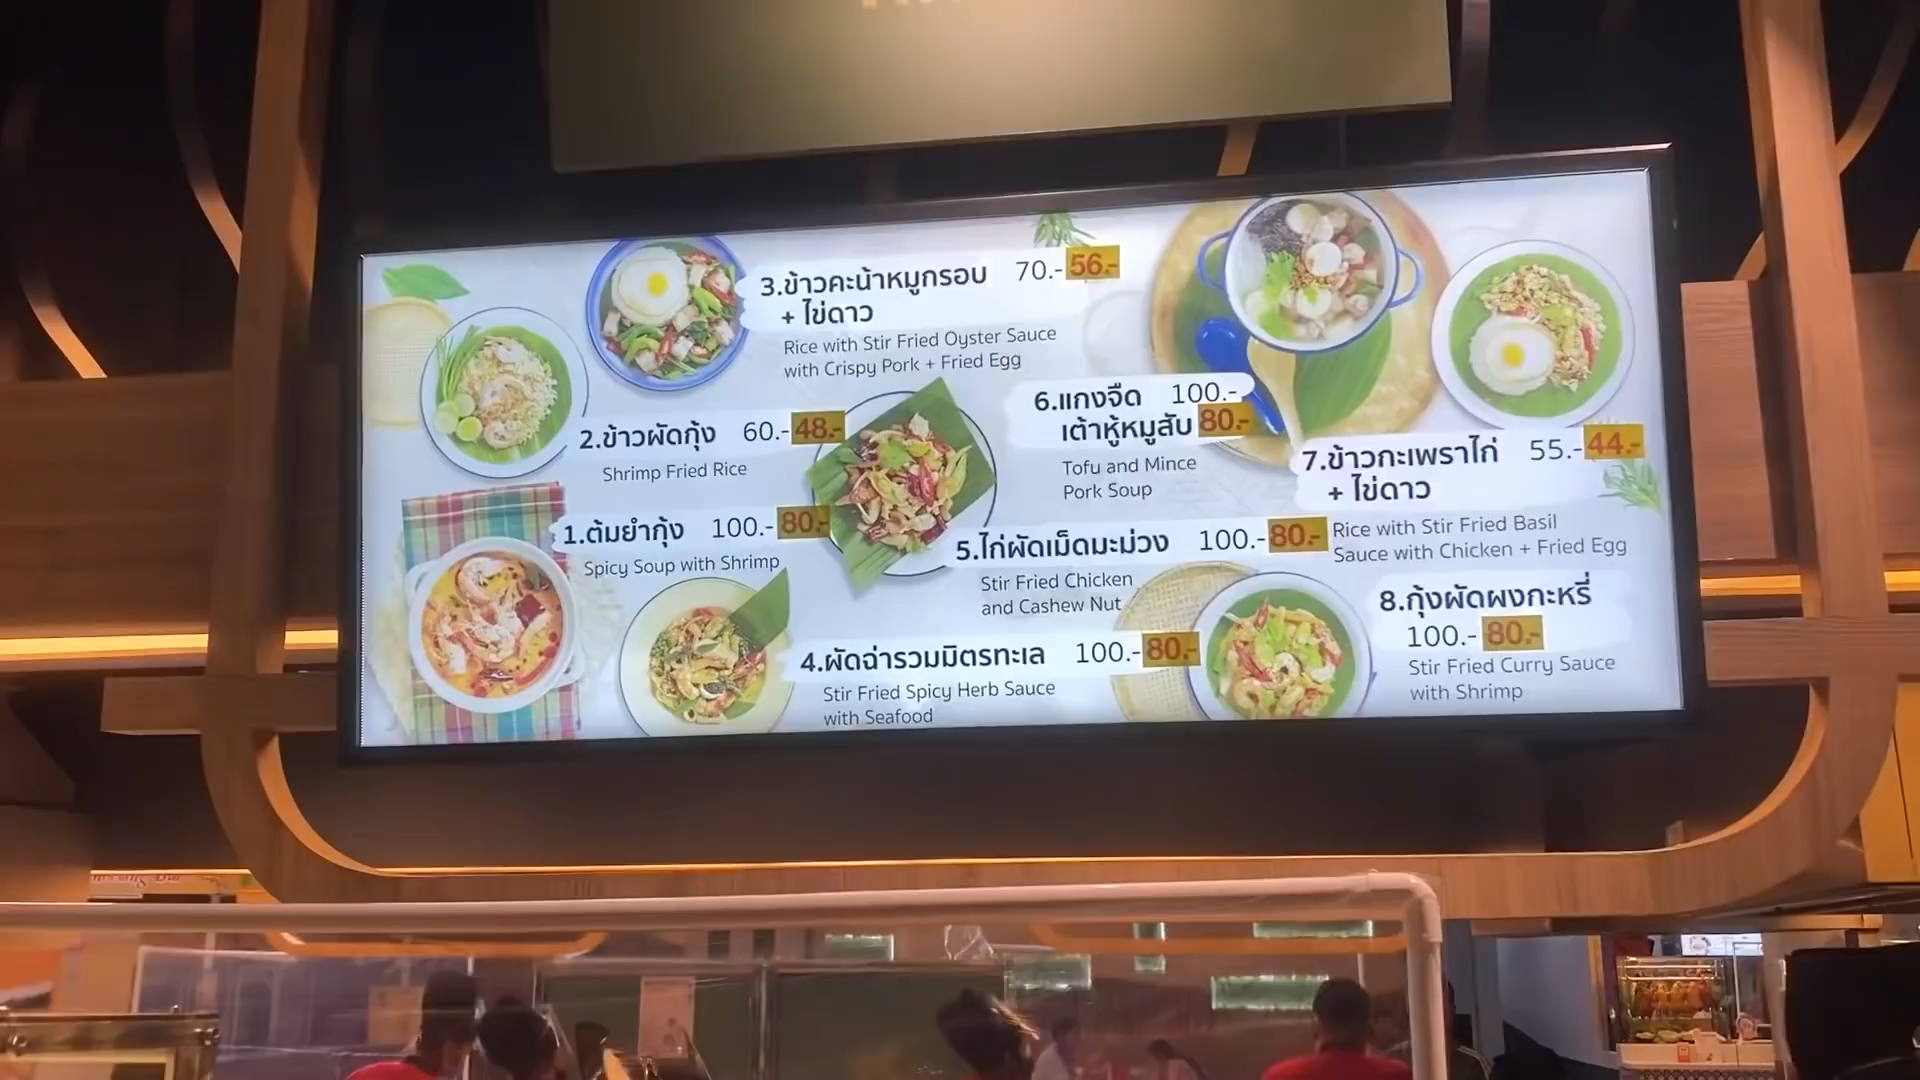 3.ข้าวคะน้าหมูกรอบ 70.- 56.-
+ ไข่ดาว
Rice with Stir Fried Oyster Sauce
with Crispy Pork + Fried Egg
2.ข้าวผัดกุ้ง 60.- 48.-
Shrimp Fried Rice
1.ต้มยำกุ้ง 100.- 80.-
Spicy Soup with Shrimp
6.แกงจืด 100.-
เต้าหู้หมูสับ 80.-
Tofu and Mince
Pork Soup
7.ข้าวกะเพราไก่ 55.- 44.-
+ ไข่ดาว
Rice with Stir Fried Basil
Sauce with Chicken + Fried Egg
5.ไก่ผัดเม็ดมะม่วง 100.- 80.-
Stir Fried Chicken
and Cashew Nut
4.ผัดฉ่ารวมมิตรทะเล 100.- 80.-
Stir Fried Spicy Herb Sauce
with Seafood
8.กุ้งผัดผงกะหรี่
100.- 80.-
Stir Fried Curry Sauce
with Shrimp